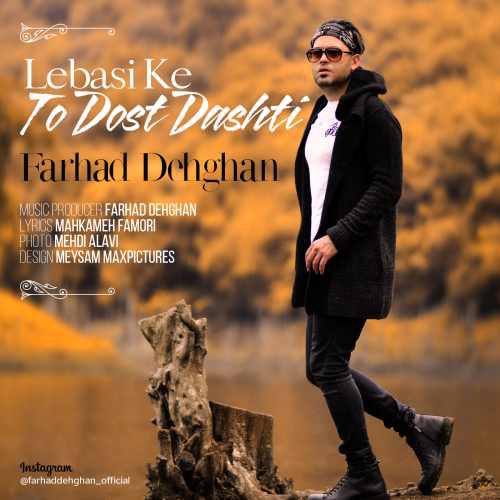 Lebasi Ke
To Dost Dashti
Farhad Dehghan
MUSIC PRODUCER FARHAD DEHGHAN
LYRICS MAHKAMEH FAMORI
PHOTO MEHDI ALAVI
DESIGN MEYSAM MAXPICTURES
Instagram
@farhaddehghan_official